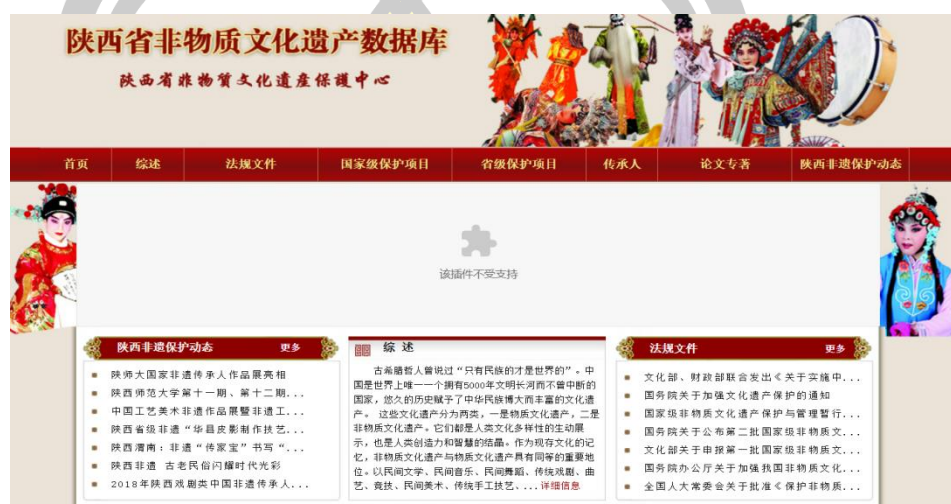 陕西省非物质文化遗产数据库
陕西省非物質文化遺産保護中心
首页 综述 法规文件 国家级保护项目 省级保护项目 传承人 论文专著 陕西非遗保护动态
该插件不受支持
陕西非遗保护动态 更多
陕师大国家非遗传承人作品展亮相
陕西师范大学第十一期、第十二期...
中国工艺美术非遗作品展暨非遗工...
陕西省级非遗“华县皮影制作技艺...
陕西渭南：非遗“传家宝”书写“...
陕西非遗 古老民俗闪耀时代光彩
2018年陕西戏剧类中国非遗传承人...
综 述
古希腊哲人曾说过“只有民族的才是世界的”。中
国是世界上唯一一个拥有5000年文明长河而不曾中断的
国家，悠久的历史赋予了中华民族博大而丰富的文化遗
产。 这些文化遗产分为两类，一是物质文化遗产，二是
非物质文化遗产。它们都是人类文化多样性的生动展
示，也是人类创造力和智慧的结晶。作为现存文化的记
忆，非物质文化遗产与物质文化遗产具有同等的重要地
位。以民间文学、民间音乐、民间舞蹈、传统戏剧、曲
艺、竞技、民间美术、传统手工技艺、...详细信息
法规文件 更多
文化部、财政部联合发出《关于实施中...
国务院关于加强文化遗产保护的通知
国家级非物质文化遗产保护与管理暂行...
国务院关于公布第二批国家级非物质文...
文化部关于申报第一批国家级非物质文...
国务院办公厅关于加强我国非物质文化...
全国人大常委会关于批准《保护非物质...